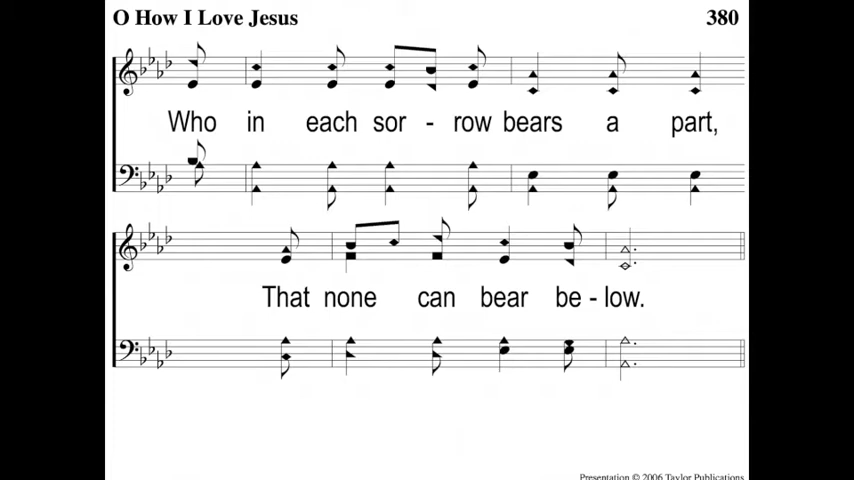 O How I Love Jesus 380
Who in each sor - row bears a part,
That none can bear be - low.
Presentation © 2006 Taylor Publications